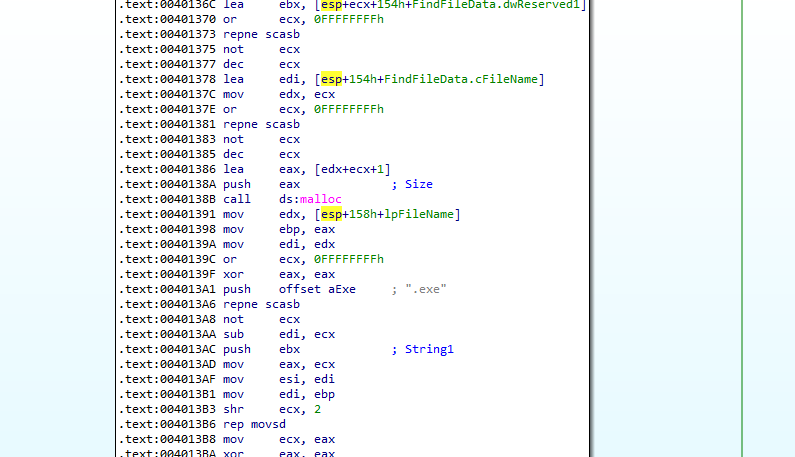 .text:0040136C lea ebx, [esp+ecx+154h+FindFileData.dwReserved1]
.text:00401370 or ecx, 0FFFFFFFFh
.text:00401373 repne scasb
.text:00401375 not ecx
.text:00401377 dec ecx
.text:00401378 lea edi, [esp+154h+FindFileData.cFileName]
.text:0040137C mov edx, ecx
.text:0040137E or ecx, 0FFFFFFFFh
.text:00401381 repne scasb
.text:00401383 not ecx
.text:00401385 dec ecx
.text:00401386 lea eax, [edx+ecx+1]
.text:0040138A push eax ; Size
.text:0040138B call ds:malloc
.text:00401391 mov edx, [esp+158h+lpFileName]
.text:00401398 mov ebp, eax
.text:0040139A mov edi, edx
.text:0040139C or ecx, 0FFFFFFFFh
.text:0040139F xor eax, eax
.text:004013A1 push offset aExe ; ".exe"
.text:004013A6 repne scasb
.text:004013A8 not ecx
.text:004013AA sub edi, ecx
.text:004013AC push ebx ; String1
.text:004013AD mov eax, ecx
.text:004013AF mov esi, edi
.text:004013B1 mov edi, ebp
.text:004013B3 shr ecx, 2
.text:004013B6 rep movsd
.text:004013B8 mov ecx, eax
.text:004013BA xor eax, eax